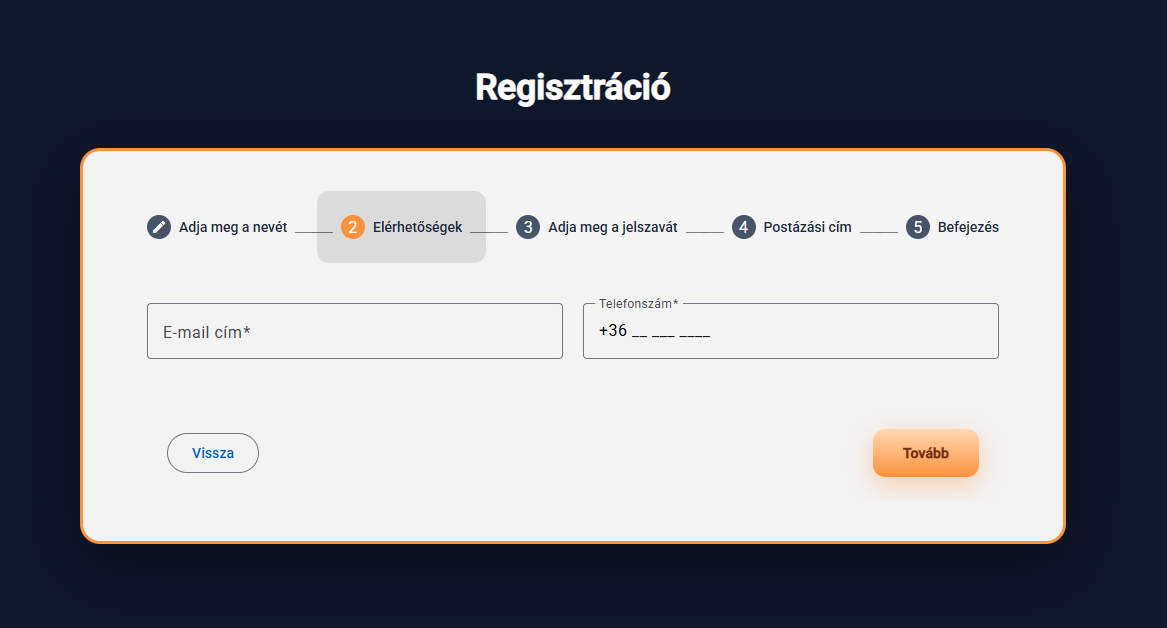 Regisztráció
Adja meg a nevét
2 Elérhetőségek
3 Adja meg a jelszavát
4 Postázási cím
5 Befejezés
E-mail cím*
Telefonszám*
+36 __ ___ ____
Vissza
Tovább